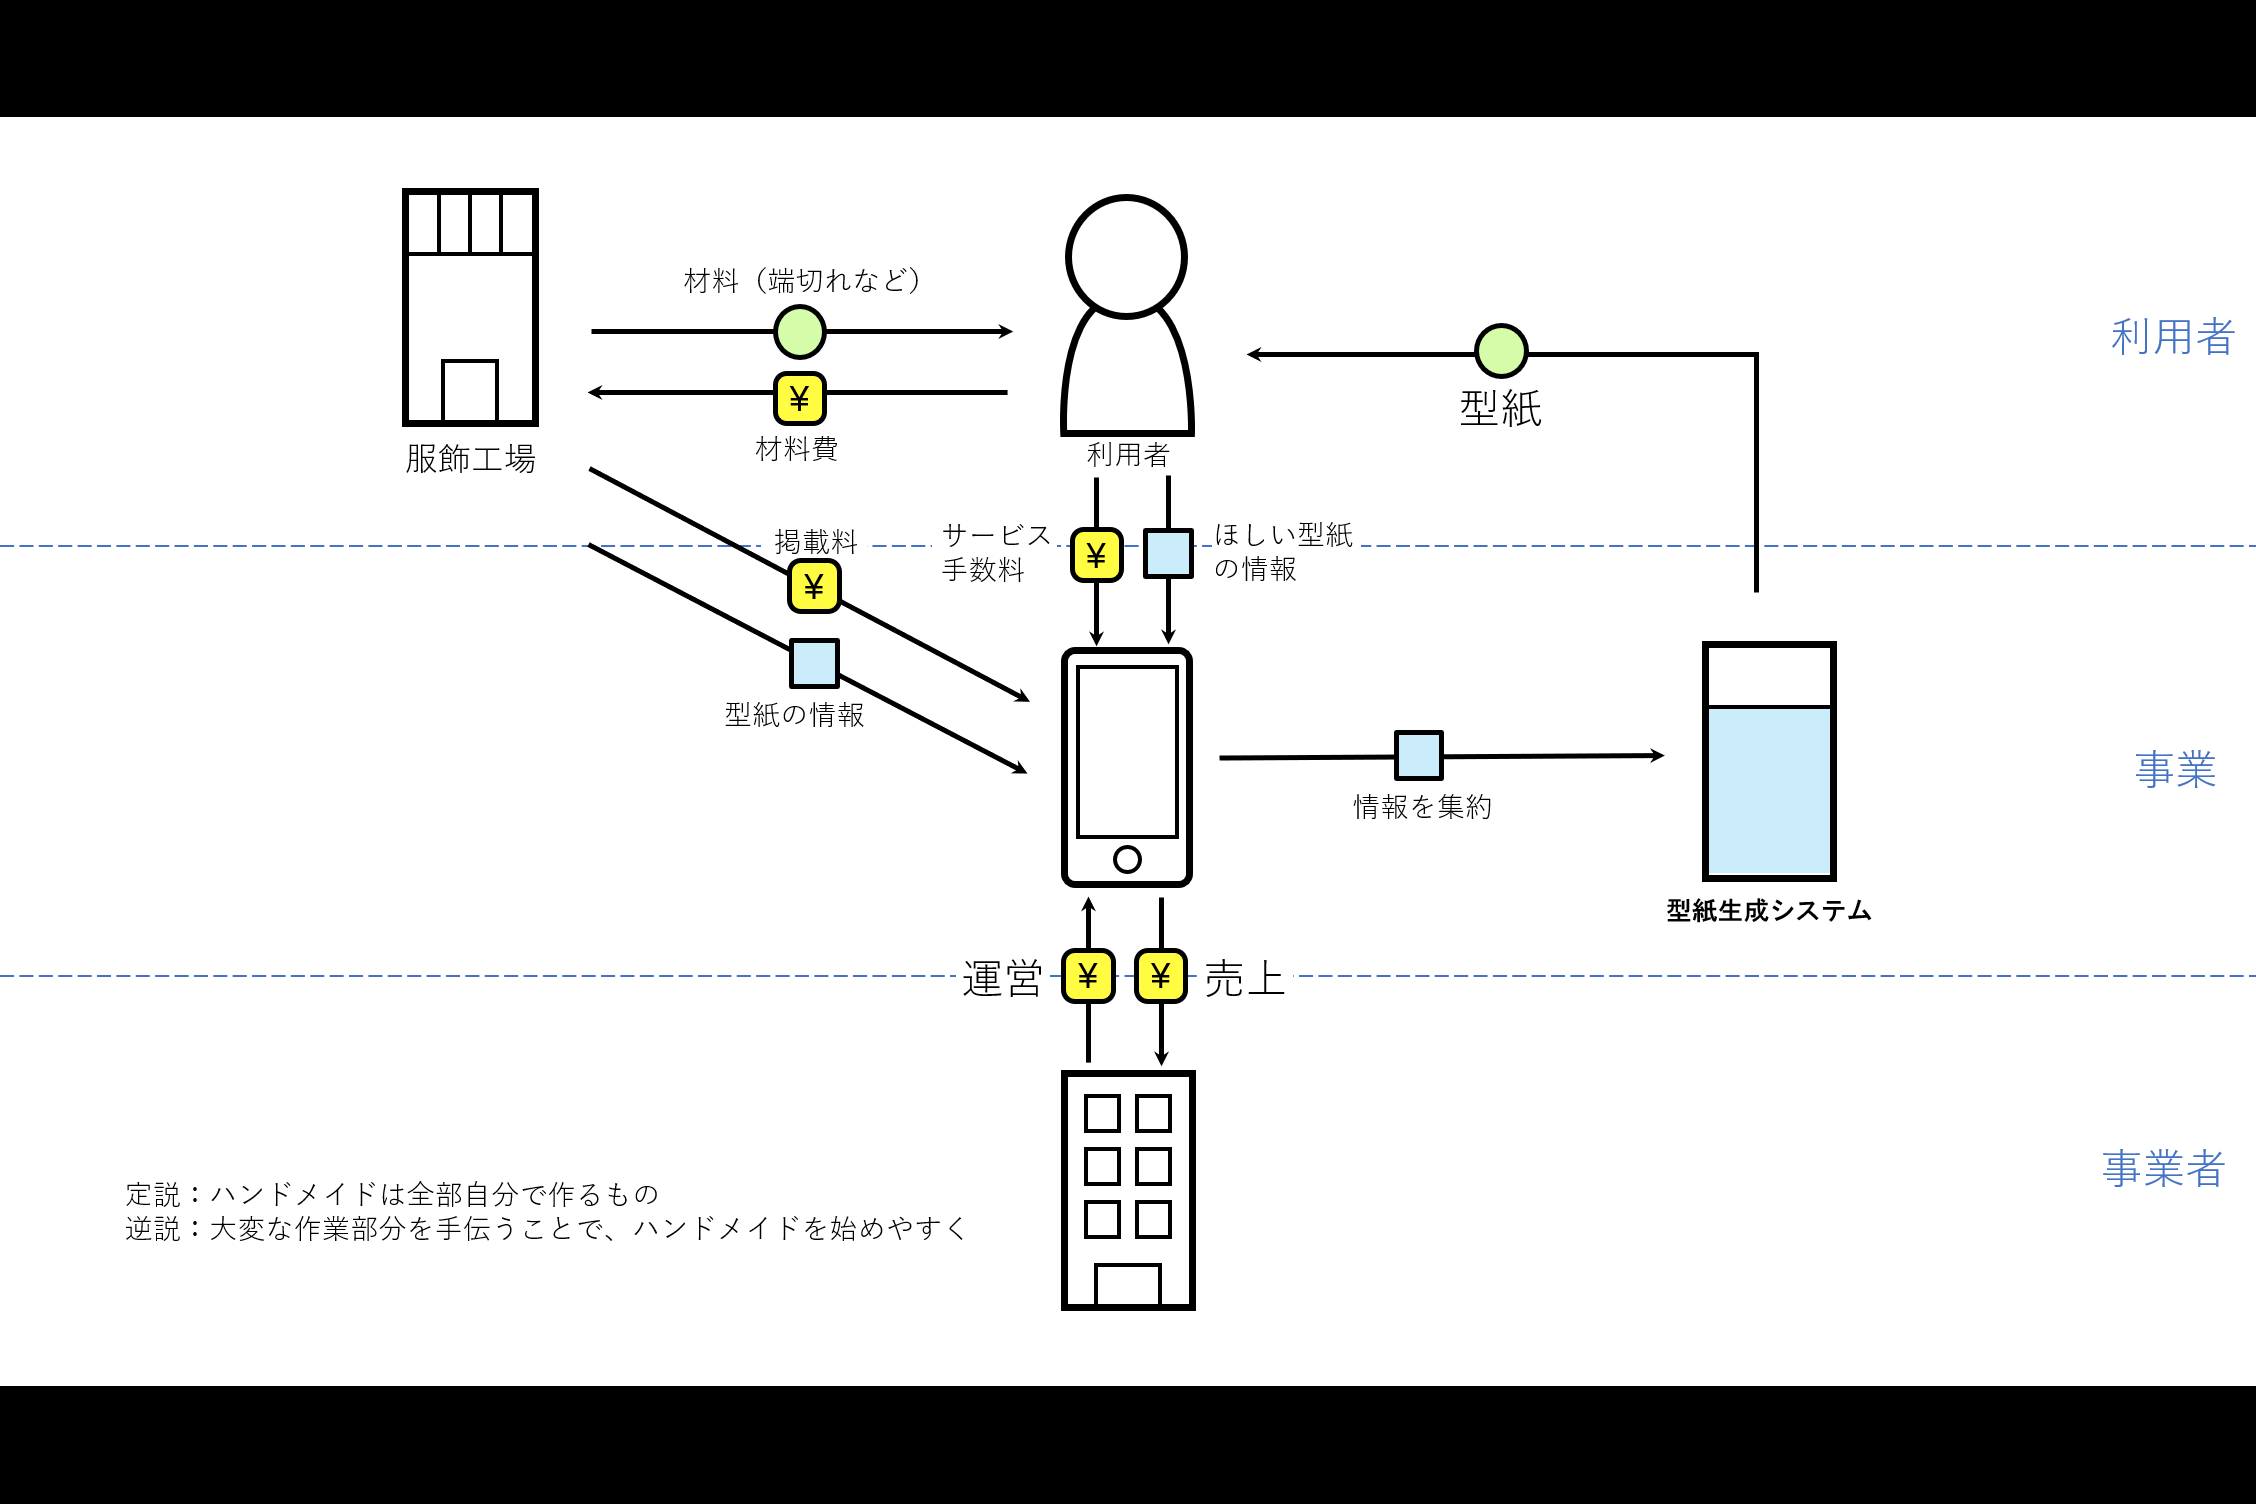 材料（端切れなど）
¥
材料費
服飾工場
利用者
型紙
利用者
掲載料
¥
サービス
手数料
¥
ほしい型紙
の情報
型紙の情報
情報を集約
事業
型紙生成システム
運営
¥
¥
売上
事業者
定説：ハンドメイドは全部自分で作るもの
逆説：大変な作業部分を手伝うことで、ハンドメイドを始めやすく